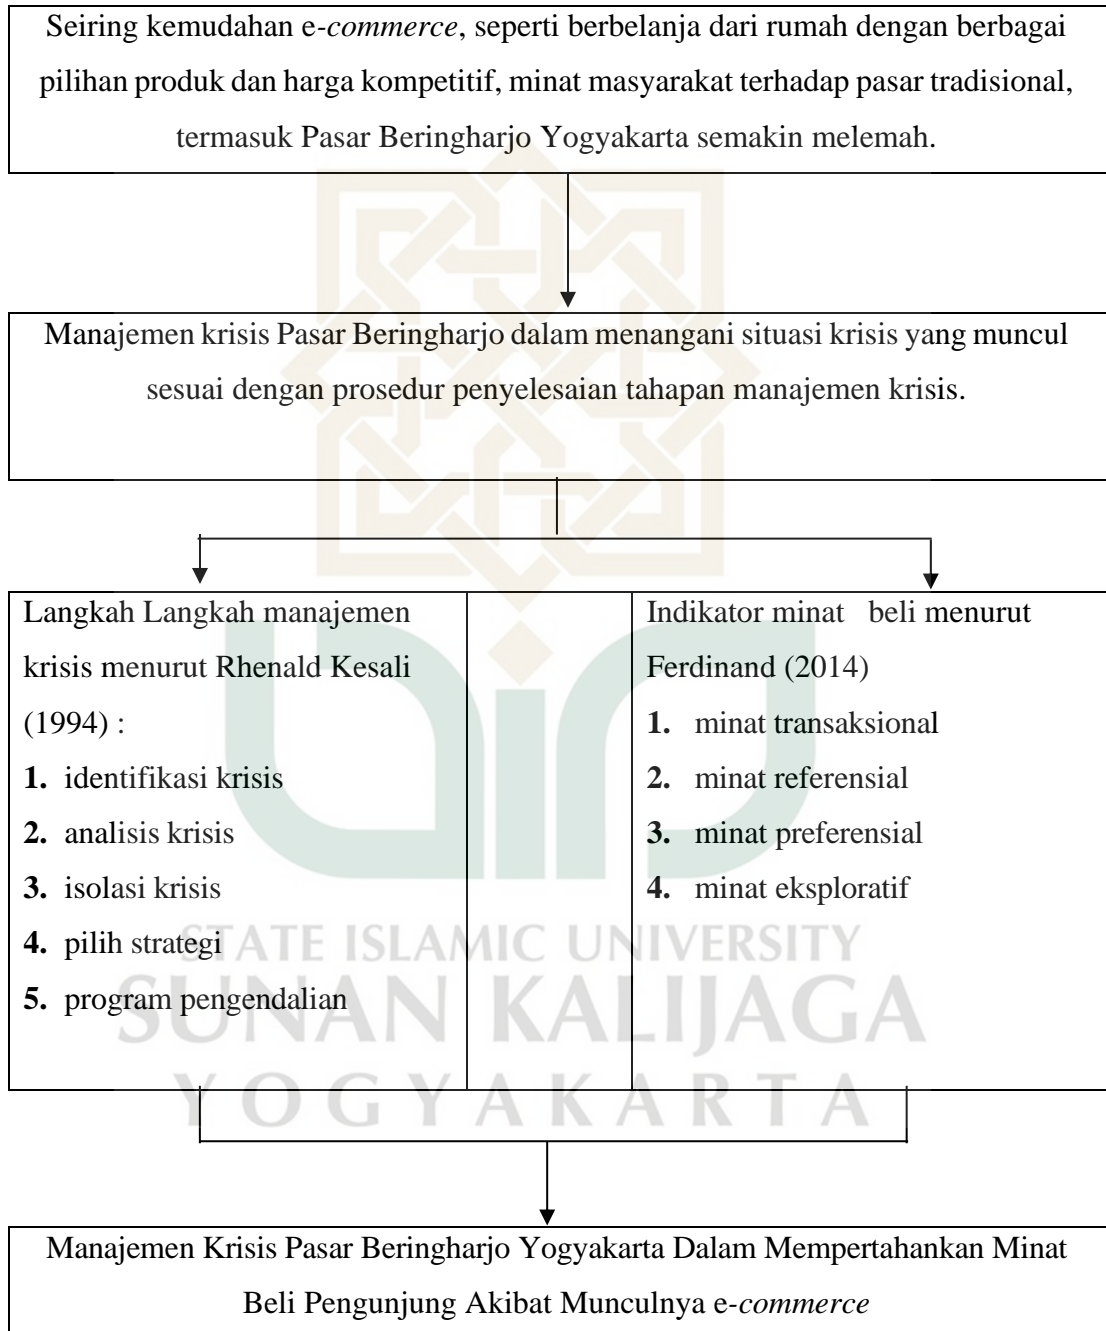 Seiring kemudahan e-commerce, seperti berbelanja dari rumah dengan berbagai
pilihan produk dan harga kompetitif, minat masyarakat terhadap pasar tradisional,
termasuk Pasar Beringharjo Yogyakarta semakin melemah.
Manajemen krisis Pasar Beringharjo dalam menangani situasi krisis yang muncul
sesuai dengan prosedur penyelesaian tahapan manajemen krisis.
Langkah Langkah manajemen
krisis menurut Rhenald Kesali
(1994) :
1. identifikasi krisis
2. analisis krisis
3. isolasi krisis
4. pilih strategi
5. program pengendalian
Indikator minat beli menurut
Ferdinand (2014)
1. minat transaksional
2. minat referensial
3. minat preferensial
4. minat eksploratif
STATE ISLAMIC UNIVERSITY
SUNAN KALIJAGA
YOGYAKARTA
Manajemen Krisis Pasar Beringharjo Yogyakarta Dalam Mempertahankan Minat
Beli Pengunjung Akibat Munculnya e-commerce